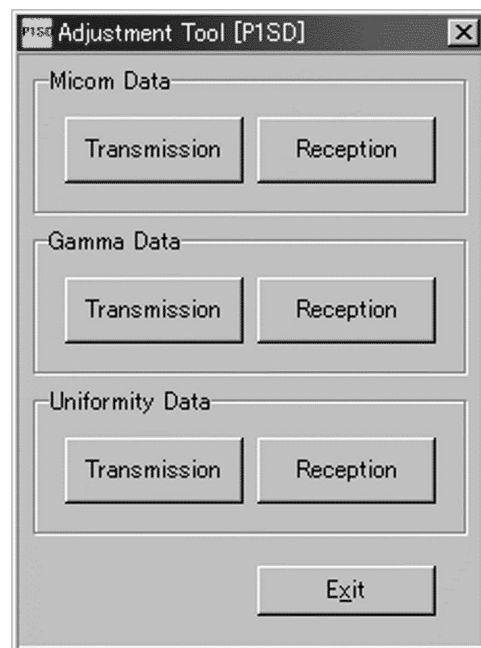 P1SD Adjustment Tool [P1SD]
Micom Data
Transmission Reception
Gamma Data
Transmission Reception
Uniformity Data
Transmission Reception
Exit